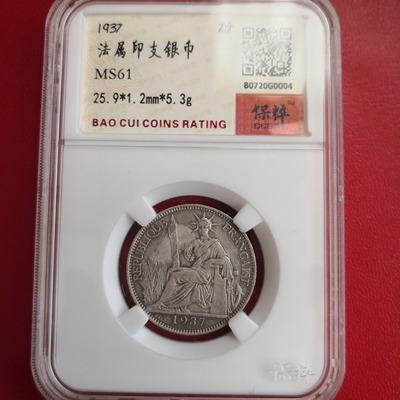 1937
法属印支银币
MS61
25.9*1.2mm*5.3g
B0720G0004
保粹
BAO CUI COINS RATING
REPUBLIQUE FRANÇAISE
1937